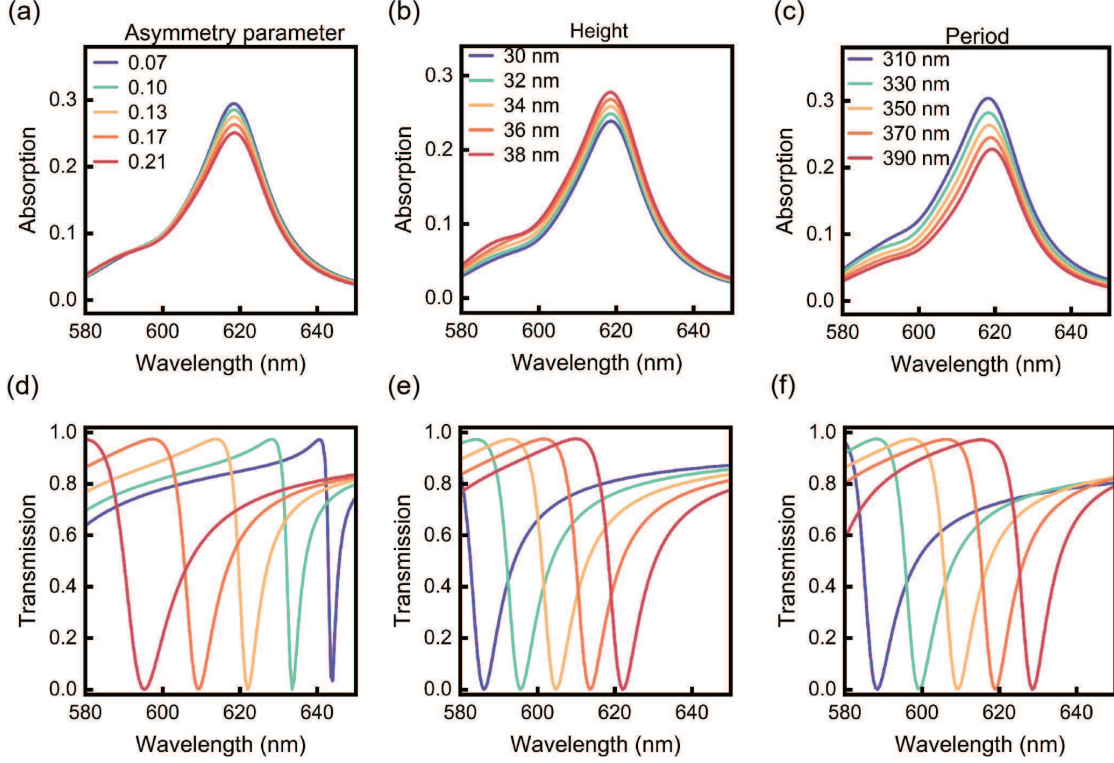 (a)
Asymmetry parameter
0.07
0.10
0.13
0.17
0.21
0.3
0.2
0.1
0.0
Absorption
580 600 620 640
Wavelength (nm)
(b)
Height
30 nm
32 nm
34 nm
36 nm
38 nm
0.3
0.2
0.1
0.0
Absorption
580 600 620 640
Wavelength (nm)
(c)
Period
310 nm
330 nm
350 nm
370 nm
390 nm
0.3
0.2
0.1
0.0
Absorption
580 600 620 640
Wavelength (nm)
(d)
1.0
0.8
0.6
0.4
0.2
0.0
Transmission
580 600 620 640
Wavelength (nm)
(e)
1.0
0.8
0.6
0.4
0.2
0.0
Transmission
580 600 620 640
Wavelength (nm)
(f)
1.0
0.8
0.6
0.4
0.2
0.0
Transmission
580 600 620 640
Wavelength (nm)